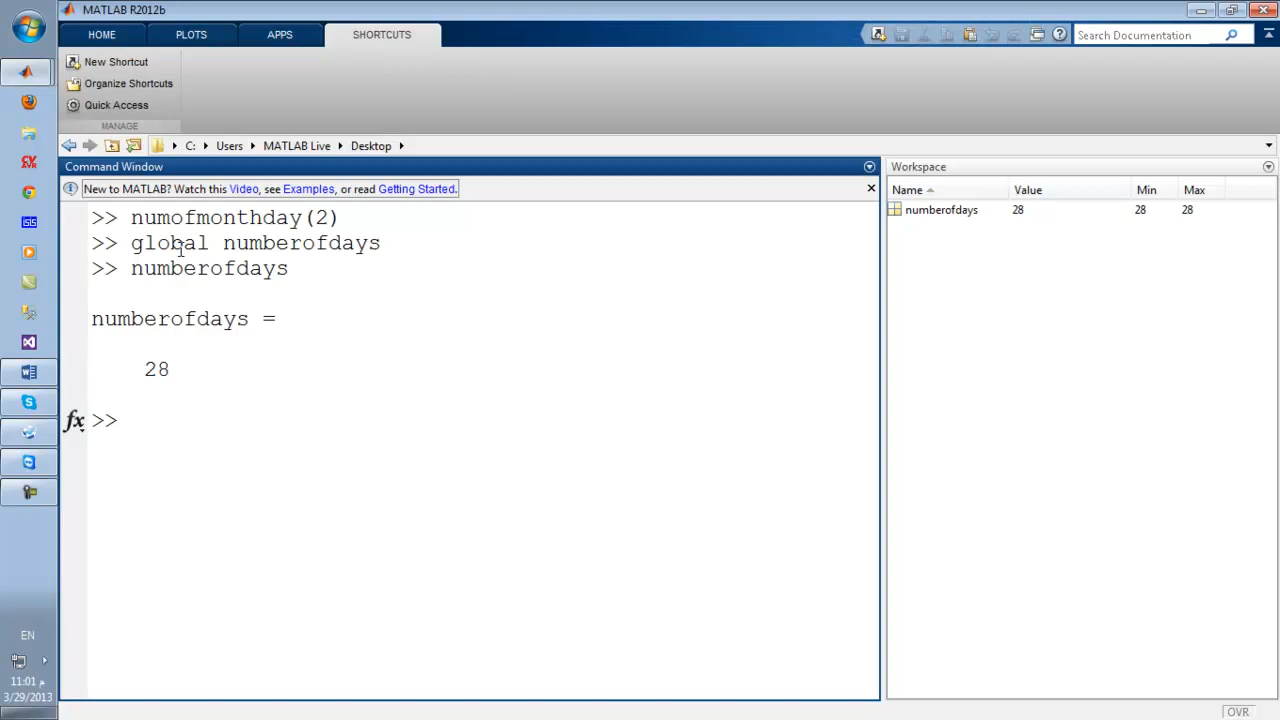 MATLAB R2012b
HOME PLOTS APPS SHORTCUTS
Search Documentation
New Shortcut
Organize Shortcuts
Quick Access
MANAGE
C: Users MATLAB Live Desktop
Command Window
Workspace
New to MATLAB? Watch this Video, see Examples, or read Getting Started.
Name Value Min Max
numberofdays 28 28 28
>> numofmonthday(2)
>> global numberofdays
>> numberofdays
numberofdays =
28
fx >>
EN
11:01 م
3/29/2013
OVR